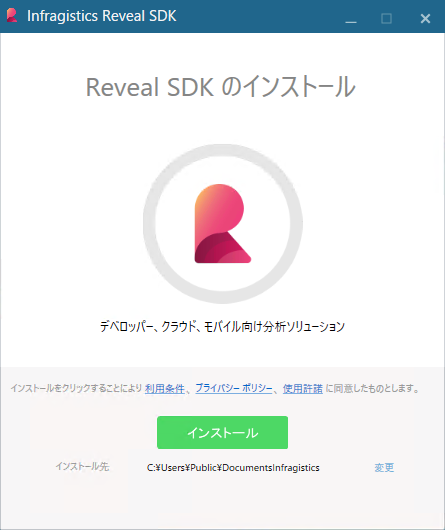 Infragistics Reveal SDK
Reveal SDK のインストール
デベロッパー、クラウド、モバイル向け分析ソリューション
インストールをクリックすることにより 利用条件、 プライバシー ポリシー、 使用許諾 に同意したものとします。
インストール
インストール先 C:¥Users¥Public¥DocumentsInfragistics 変更